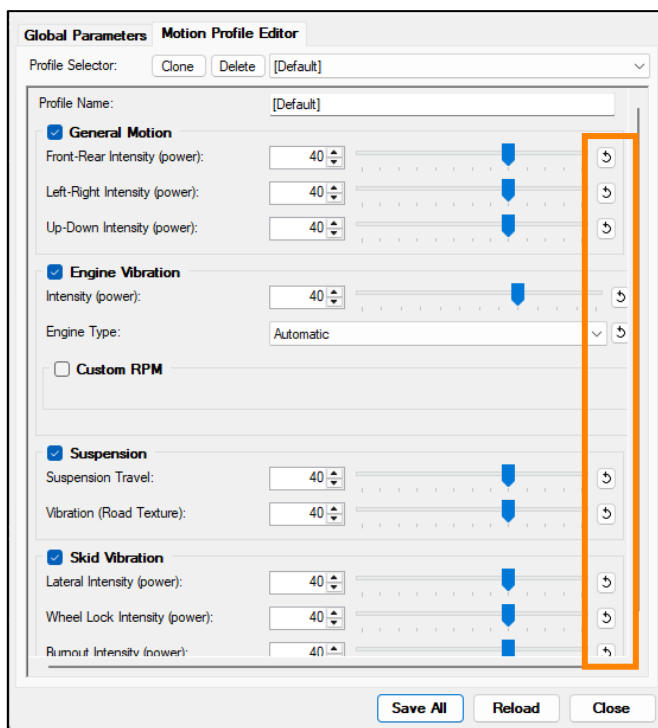 Global Parameters Motion Profile Editor
Profile Selector: Clone Delete [Default]
Profile Name: [Default]
General Motion
Front-Rear Intensity (power): 40
Left-Right Intensity (power): 40
Up-Down Intensity (power): 40
Engine Vibration
Intensity (power): 40
Engine Type: Automatic
Custom RPM
Suspension
Suspension Travel: 40
Vibration (Road Texture): 40
Skid Vibration
Lateral Intensity (power): 40
Wheel Lock Intensity (power): 40
Burnout Intensity (power): 40
Save All Reload Close